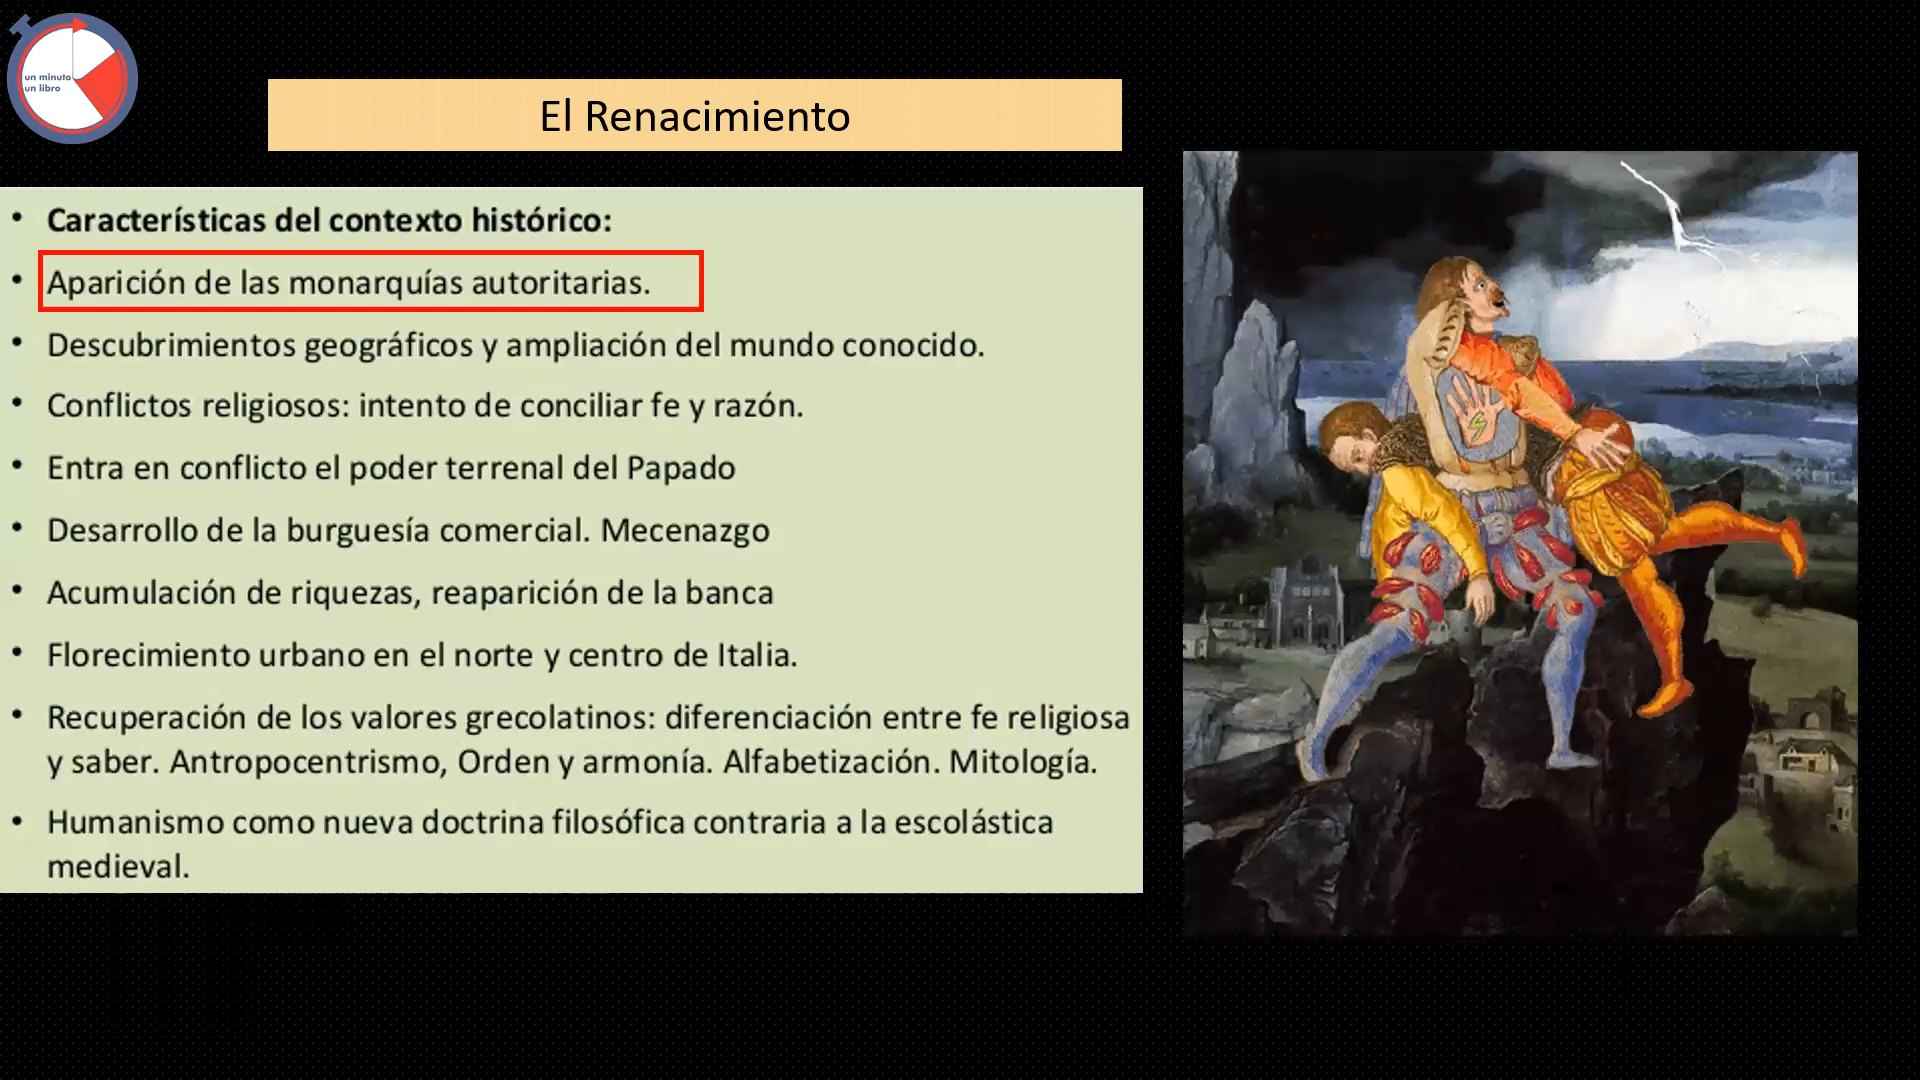 un minuto
un libro
El Renacimiento
• Características del contexto histórico:
• Aparición de las monarquías autoritarias.
• Descubrimientos geográficos y ampliación del mundo conocido.
• Conflictos religiosos: intento de conciliar fe y razón.
• Entra en conflicto el poder terrenal del Papado
• Desarrollo de la burguesía comercial. Mecenazgo
• Acumulación de riquezas, reaparición de la banca
• Florecimiento urbano en el norte y centro de Italia.
• Recuperación de los valores grecolatinos: diferenciación entre fe religiosa
y saber. Antropocentrismo, Orden y armonía. Alfabetización. Mitología.
• Humanismo como nueva doctrina filosófica contraria a la escolástica
medieval.